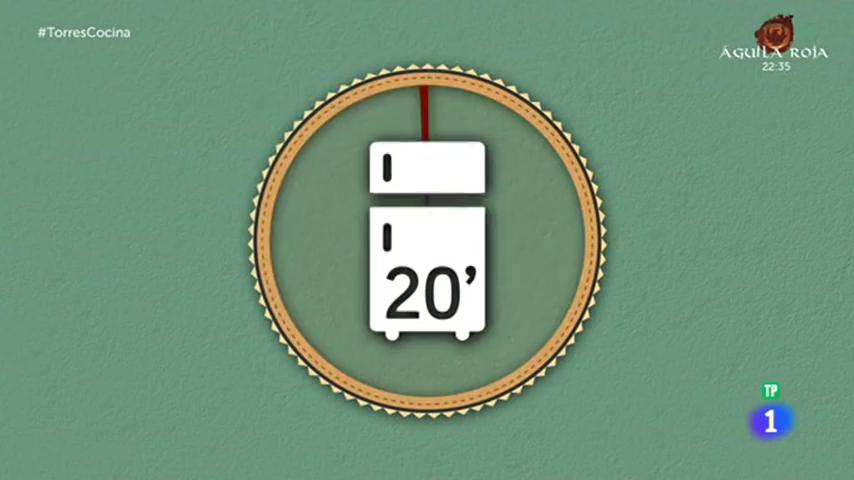 #TorresCocina
ÁGUILA ROJA
22:35
20’
TP
1